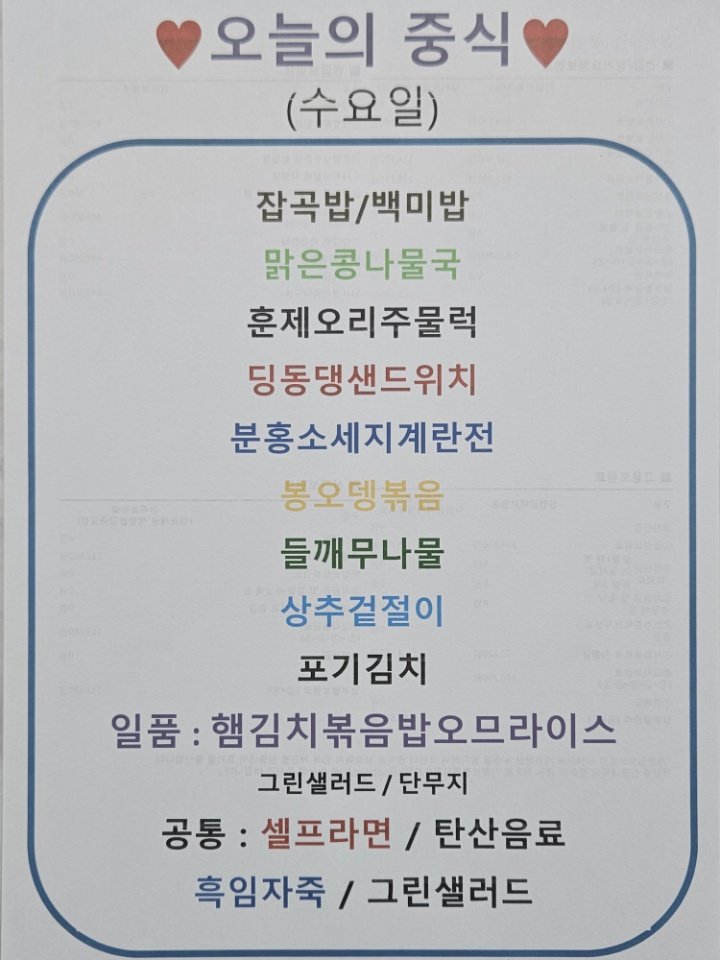 ♥오늘의 중식♥
(수요일)
잡곡밥/백미밥
맑은콩나물국
훈제오리주물럭
딩동댕샌드위치
분홍소세지계란전
봉오뎅볶음
들깨무나물
상추겉절이
포기김치
일품 : 햄김치볶음밥오므라이스
그린샐러드 / 단무지
공통 : 셀프라면 / 탄산음료
흑임자죽 / 그린샐러드